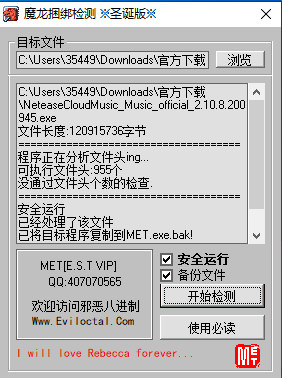 魔龙捆绑检测 ※圣诞版※
目标文件
C:\Users\35449\Downloads\官方下载
浏览
C:\Users\35449\Downloads\官方下载
\NeteaseCloudMusic_Music_official_2.10.8.200
945.exe
文件长度:120915736字节
===================================
程序正在分析文件头ing...
可执行文件头:955个
没通过文件头个数的检查.
===================================
安全运行
已经处理了该文件
已将目标程序复制到MET.exe.bak!
MET[E.S.T VIP]
QQ:407070565
欢迎访问邪恶八进制
Www.Eviloctal.Com
安全运行
备份文件
开始检测
使用必读
I will love Rebecca forever...
MET